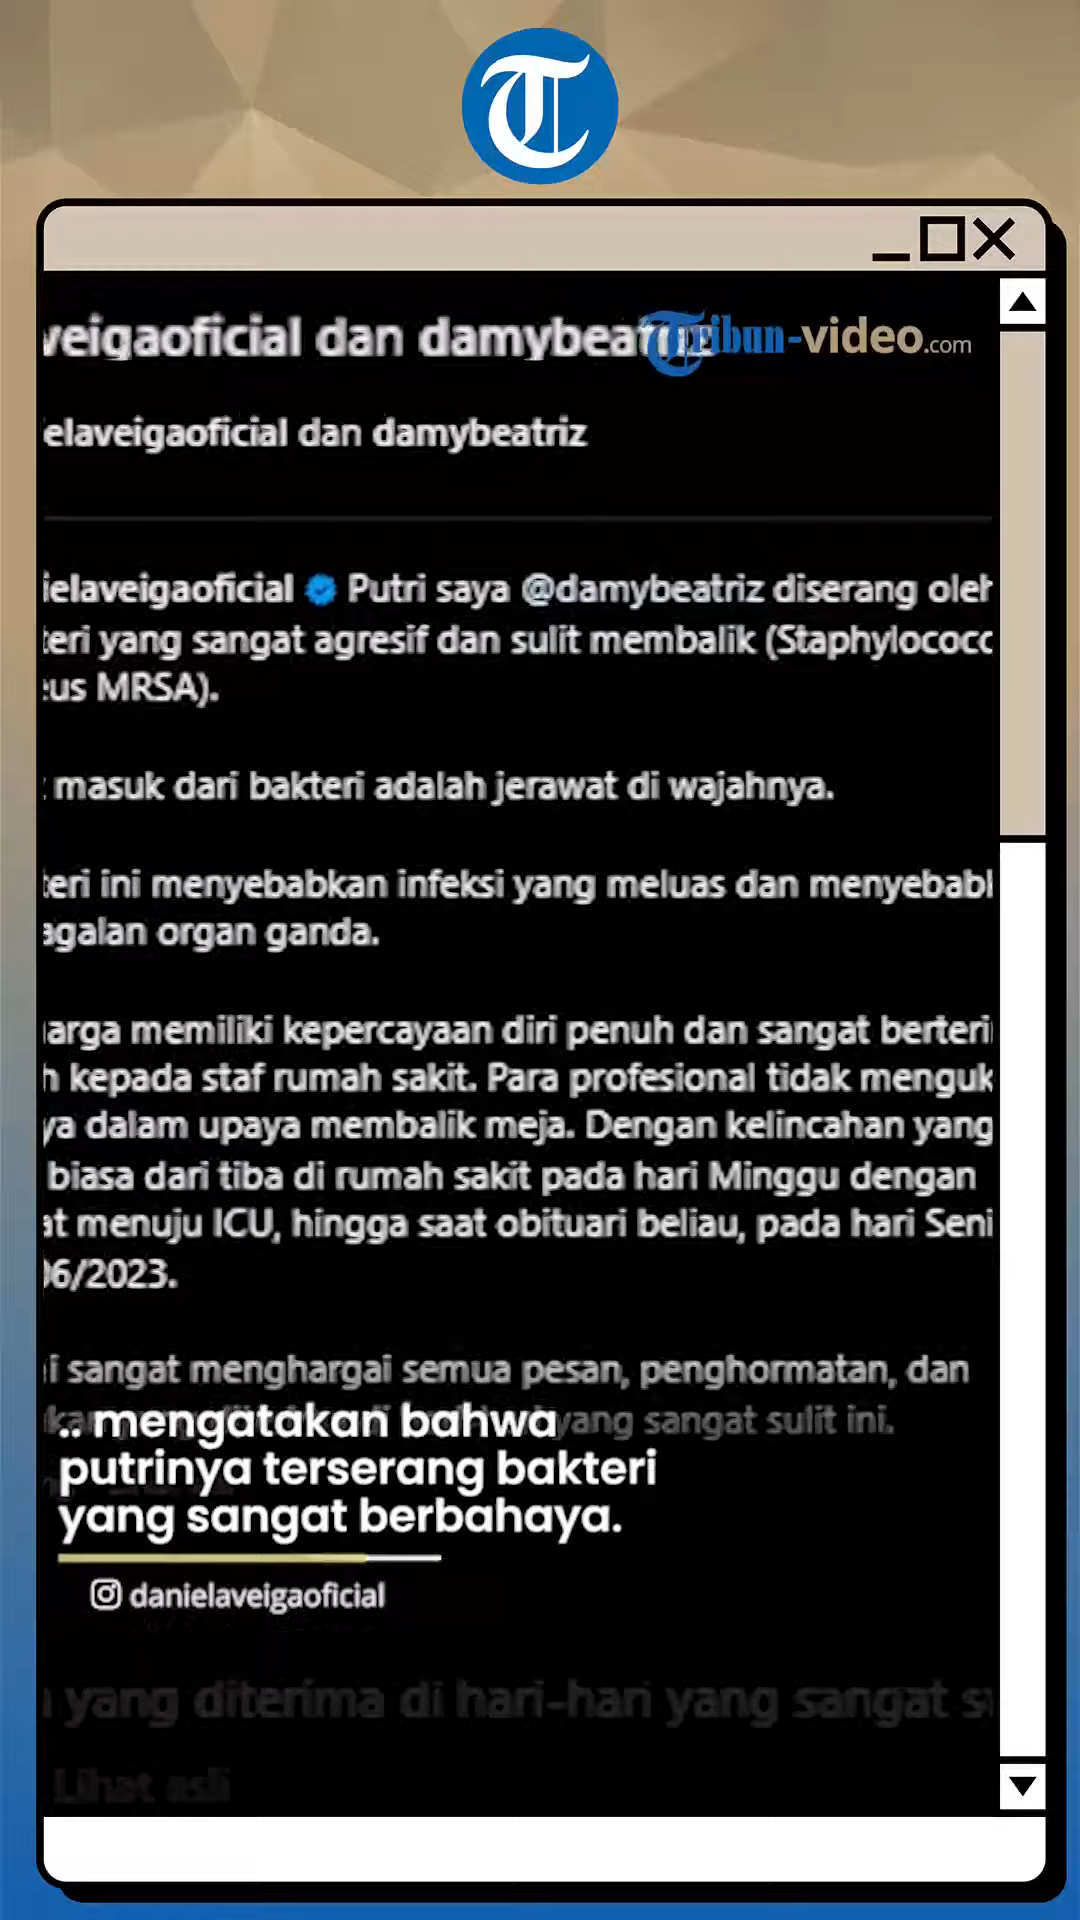 T
veigaoficial dan damybeatriz
Tribun-video.com
elaveigaoficial dan damybeatriz
ielaveigaoficial Putri saya @damybeatriz diserang oleh
teri yang sangat agresif dan sulit membalik (Staphylococc
eus MRSA).
masuk dari bakteri adalah jerawat di wajahnya.
teri ini menyebabkan infeksi yang meluas dan menyebabk
agalan organ ganda.
arga memiliki kepercayaan diri penuh dan sangat berteri
h kepada staf rumah sakit. Para profesional tidak menguk
ya dalam upaya membalik meja. Dengan kelincahan yang
biasa dari tiba di rumah sakit pada hari Minggu dengan
at menuju ICU, hingga saat obituari beliau, pada hari Seni
06/2023.
i sangat menghargai semua pesan, penghormatan, dan
yang sangat sulit ini.
.. mengatakan bahwa
putrinya terserang bakteri
yang sangat berbahaya.
danielaveigaoficial
yang diterima di hari-hari yang sangat s
Lihat asli